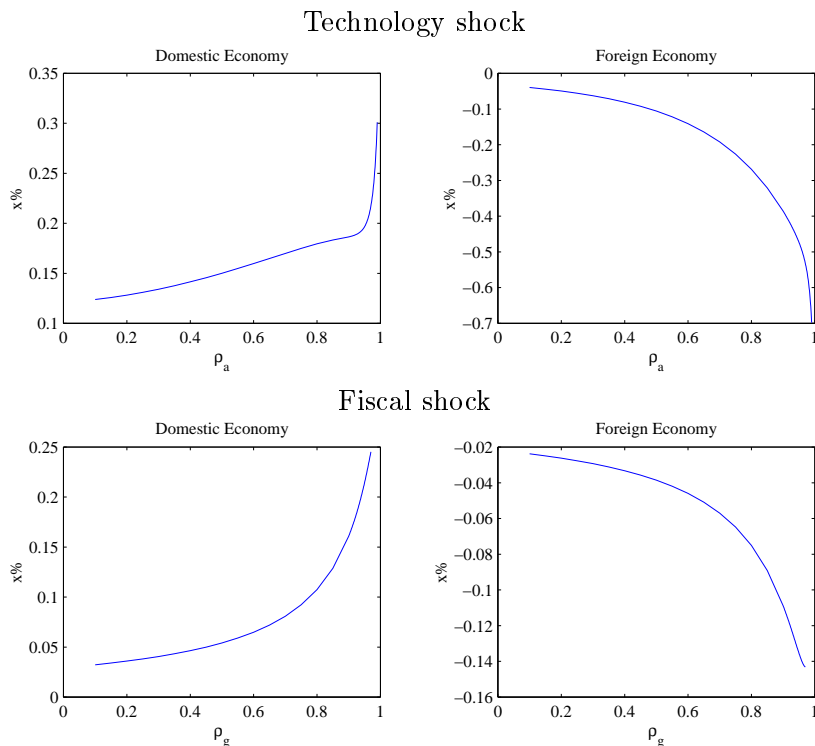 Technology shock
Domestic Economy
0.35
0.3
0.25
0.2
0.15
0.1
x%
0 0.2 0.4 0.6 0.8 1
ρa
Foreign Economy
0
−0.1
−0.2
−0.3
−0.4
−0.5
−0.6
−0.7
x%
0 0.2 0.4 0.6 0.8 1
ρa
Fiscal shock
Domestic Economy
0.25
0.2
0.15
0.1
0.05
0
x%
0 0.2 0.4 0.6 0.8 1
ρg
Foreign Economy
−0.02
−0.04
−0.06
−0.08
−0.1
−0.12
−0.14
−0.16
x%
0 0.2 0.4 0.6 0.8 1
ρg